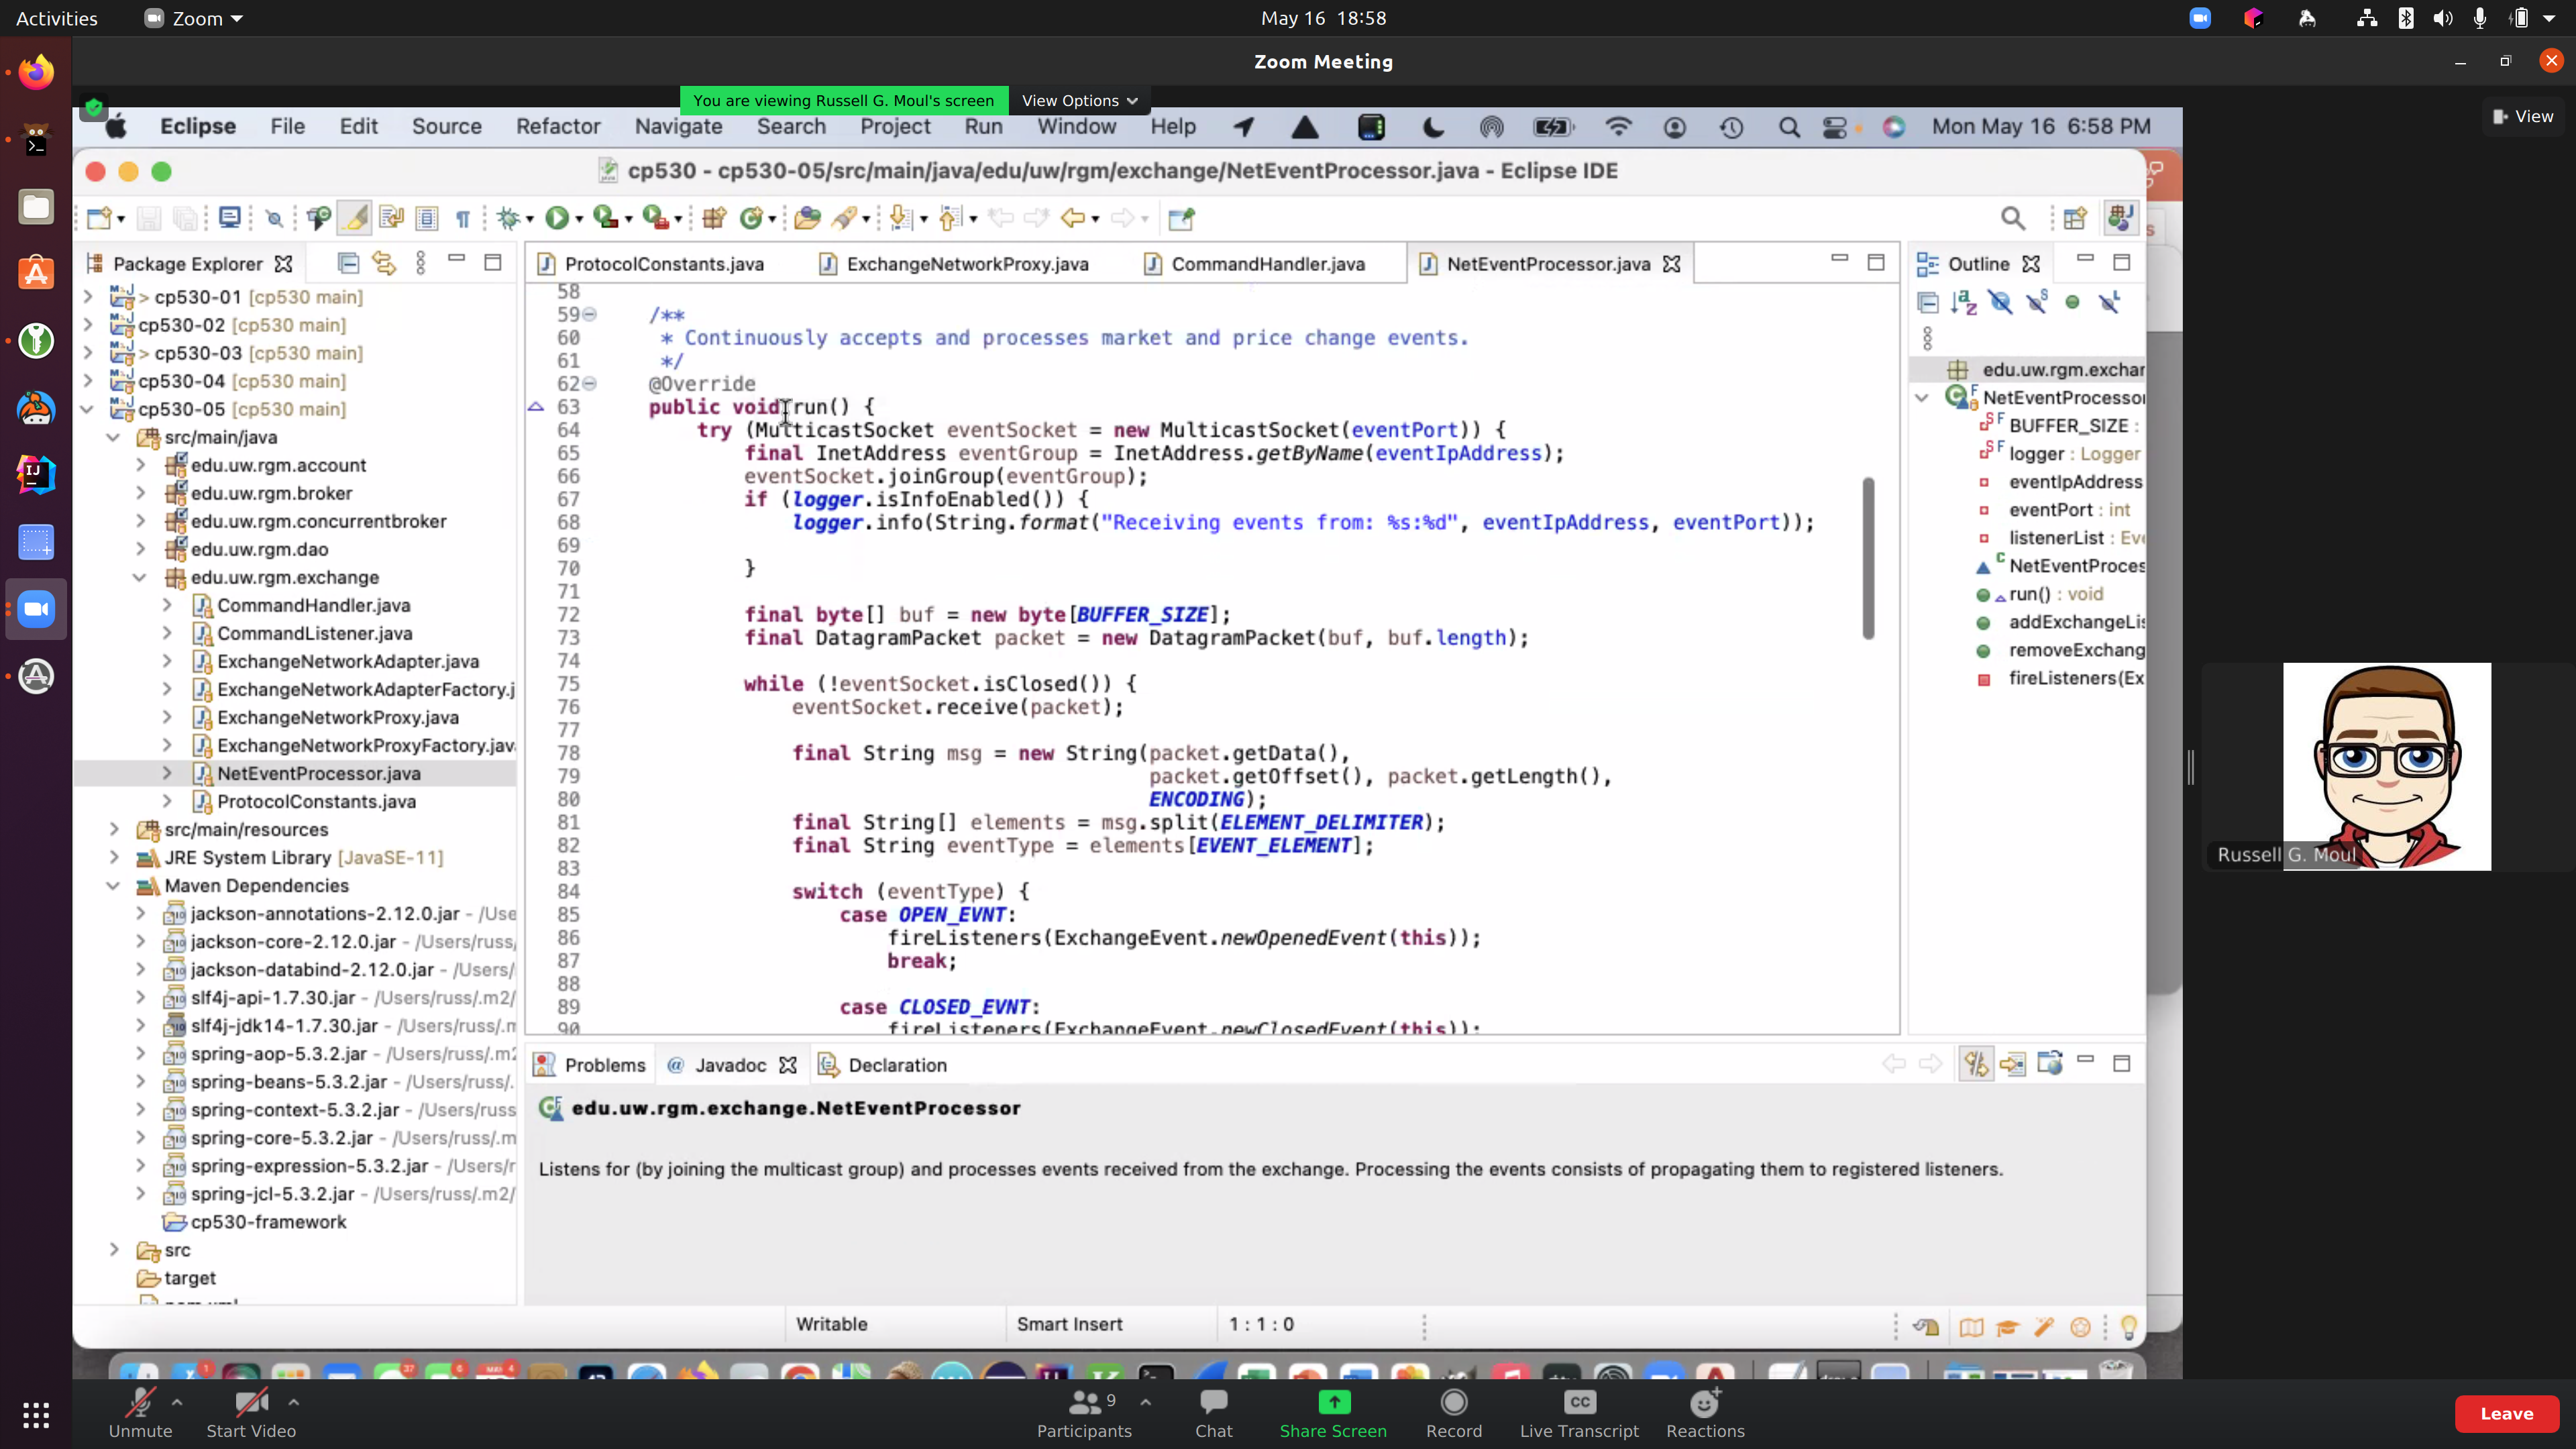 Activities
Zoom
May 16 18:58
Zoom Meeting
You are viewing Russell G. Moul's screen
View Options
View
Eclipse File Edit Source Refactor Navigate Search Project Run Window Help
Mon May 16 6:58 PM
cp530 - cp530-05/src/main/java/edu/uw/rgm/exchange/NetEventProcessor.java - Eclipse IDE
Package Explorer
> cp530-01 [cp530 main]
cp530-02 [cp530 main]
> cp530-03 [cp530 main]
cp530-04 [cp530 main]
cp530-05 [cp530 main]
src/main/java
edu.uw.rgm.account
edu.uw.rgm.broker
edu.uw.rgm.concurrentbroker
edu.uw.rgm.dao
edu.uw.rgm.exchange
CommandHandler.java
CommandListener.java
ExchangeNetworkAdapter.java
ExchangeNetworkAdapterFactory.j
ExchangeNetworkProxy.java
ExchangeNetworkProxyFactory.jav
NetEventProcessor.java
ProtocolConstants.java
src/main/resources
JRE System Library [JavaSE-11]
Maven Dependencies
jackson-annotations-2.12.0.jar - /Use
jackson-core-2.12.0.jar - /Users/russ/
jackson-databind-2.12.0.jar - /Users/
slf4j-api-1.7.30.jar - /Users/russ/.m2/
slf4j-jdk14-1.7.30.jar - /Users/russ/.m
spring-aop-5.3.2.jar - /Users/russ/.m2
spring-beans-5.3.2.jar - /Users/russ/.
spring-context-5.3.2.jar - /Users/russ
spring-core-5.3.2.jar - /Users/russ/.m
spring-expression-5.3.2.jar - /Users/r
spring-jcl-5.3.2.jar - /Users/russ/.m2/
cp530-framework
src
target
ProtocolConstants.java
ExchangeNetworkProxy.java
CommandHandler.java
NetEventProcessor.java
58
59 /**
60 * Continuously accepts and processes market and price change events.
61 */
62 @Override
63 public void run() {
64 try (MulticastSocket eventSocket = new MulticastSocket(eventPort)) {
65 final InetAddress eventGroup = InetAddress.getByName(eventIpAddress);
66 eventSocket.joinGroup(eventGroup);
67 if (logger.isInfoEnabled()) {
68 logger.info(String.format("Receiving events from: %s:%d", eventIpAddress, eventPort));
69
70 }
71
72 final byte[] buf = new byte[BUFFER_SIZE];
73 final DatagramPacket packet = new DatagramPacket(buf, buf.length);
74
75 while (!eventSocket.isClosed()) {
76 eventSocket.receive(packet);
77
78 final String msg = new String(packet.getData(),
79 packet.getOffset(), packet.getLength(),
80 ENCODING);
81 final String[] elements = msg.split(ELEMENT_DELIMITER);
82 final String eventType = elements[EVENT_ELEMENT];
83
84 switch (eventType) {
85 case OPEN_EVNT:
86 fireListeners(ExchangeEvent.newOpenedEvent(this));
87 break;
88
89 case CLOSED_EVNT:
90 fireListeners(ExchangeEvent.newClosedEvent(this));
Outline
edu.uw.rgm.exchar
NetEventProcessor
BUFFER_SIZE :
logger : Logger
eventIpAddress
eventPort : int
listenerList : Eve
NetEventProces
run() : void
addExchangeLis
removeExchang
fireListeners(Ex
Problems
@ Javadoc
Declaration
edu.uw.rgm.exchange.NetEventProcessor
Listens for (by joining the multicast group) and processes events received from the exchange. Processing the events consists of propagating them to registered listeners.
Writable
Smart Insert
1 : 1 : 0
Russell G. Moul
Unmute
Start Video
Participants
9
Chat
Share Screen
Record
CC
Live Transcript
Reactions
Leave